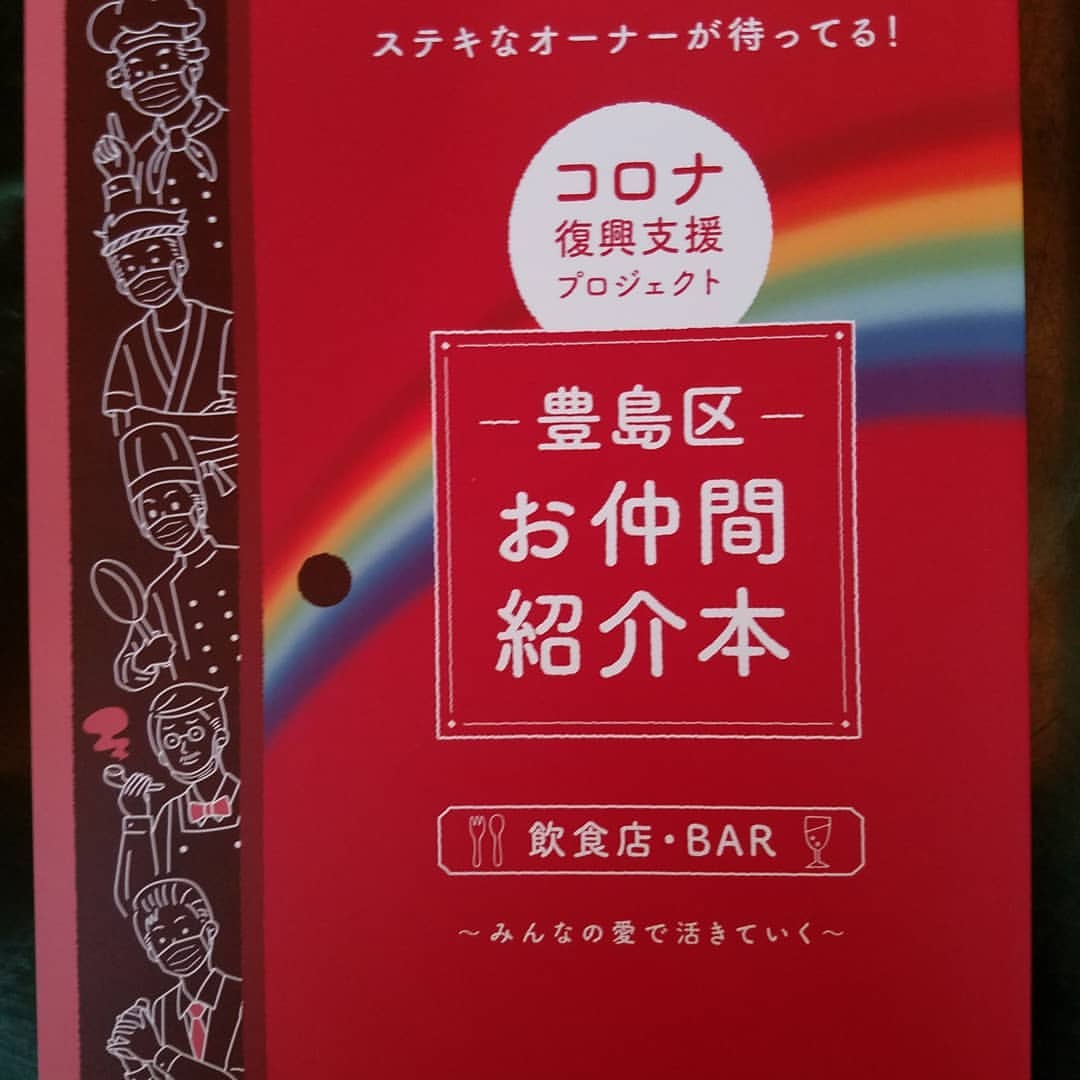 ステキなオーナーが待ってる!
コロナ
復興支援
プロジェクト
豊島区
お仲間
紹介本
飲食店・BAR
～みんなの愛で活きていく～